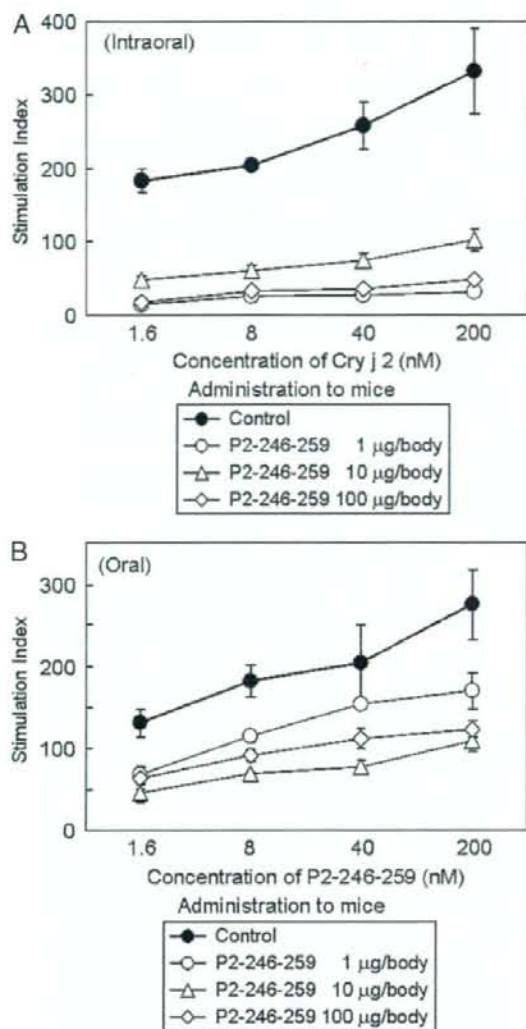 A
(Intraoral)
400
300
200
100
0
Stimulation Index
1.6 8 40 200
Concentration of Cry j 2 (nM)
Administration to mice
Control
P2-246-259 1 μg/body
P2-246-259 10 μg/body
P2-246-259 100 μg/body
B
(Oral)
300
200
100
0
Stimulation Index
1.6 8 40 200
Concentration of P2-246-259 (nM)
Administration to mice
Control
P2-246-259 1 μg/body
P2-246-259 10 μg/body
P2-246-259 100 μg/body